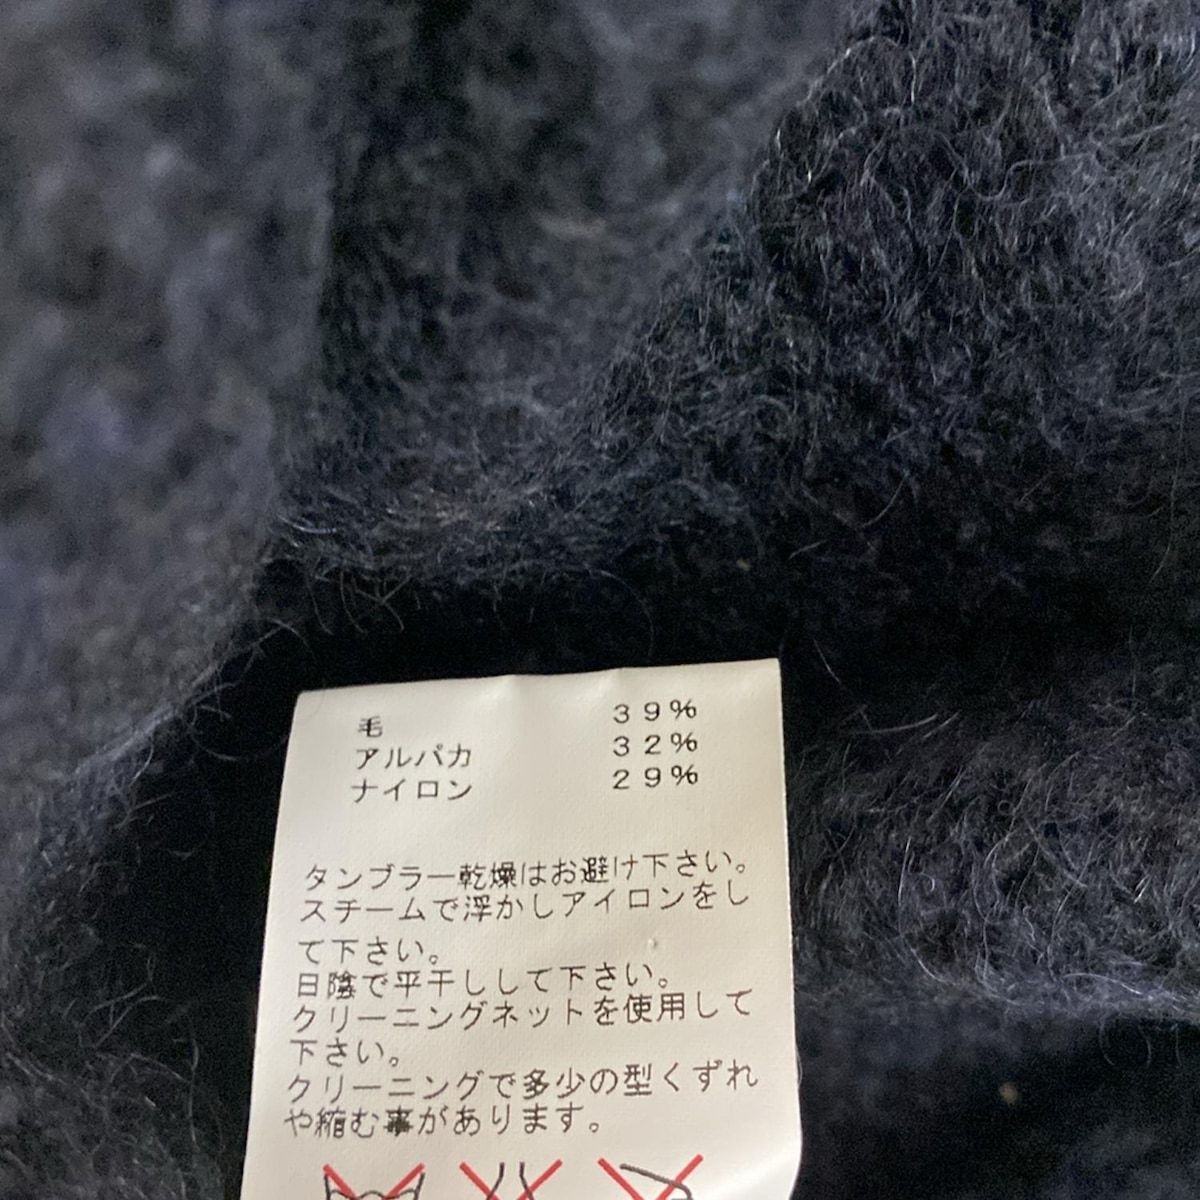 毛 39%
アルパカ 32%
ナイロン 29%
タンブラー乾燥はお避け下さい。
スチームで浮かしアイロンをし
て下さい。
日陰で平干しして下さい。
クリーニングネットを使用して
下さい。
クリーニングで多少の型くずれ
や縮む事があります。